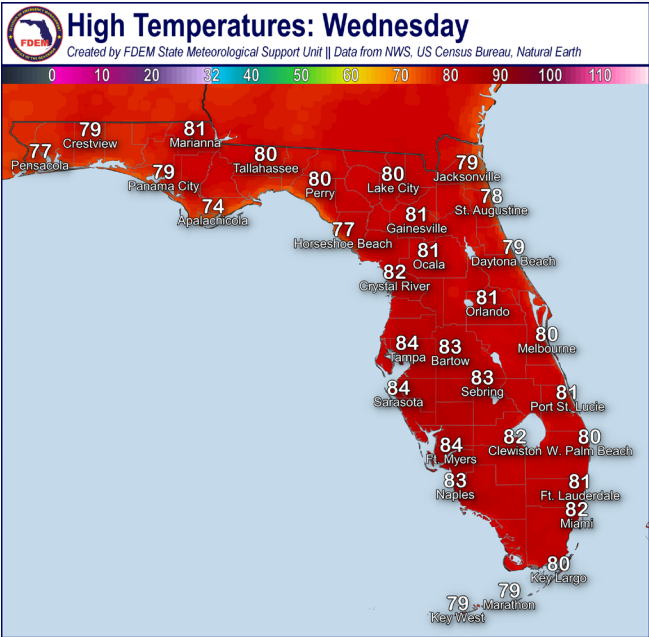 FDEM
High Temperatures: Wednesday
Created by FDEM State Meteorological Support Unit || Data from NWS, US Census Bureau, Natural Earth
0 10 20 32 40 50 60 70 80 90 100 110
79
Crestview
81
Marianna
77
Pensacola
80
Tallahassee
79
Panama City
80
Perry
80
Lake City
79
Jacksonville
74
Apalachicola
78
St. Augustine
81
Gainesville
77
Horseshoe Beach
81
Ocala
79
Daytona Beach
82
Crystal River
81
Orlando
80
Melbourne
84
Tampa
83
Bartow
83
Sebring
84
Sarasota
81
Port St. Lucie
84
Ft. Myers
82
Clewiston
80
W. Palm Beach
83
Naples
81
Ft. Lauderdale
82
Miami
80
Key Largo
79
Marathon
79
Key West